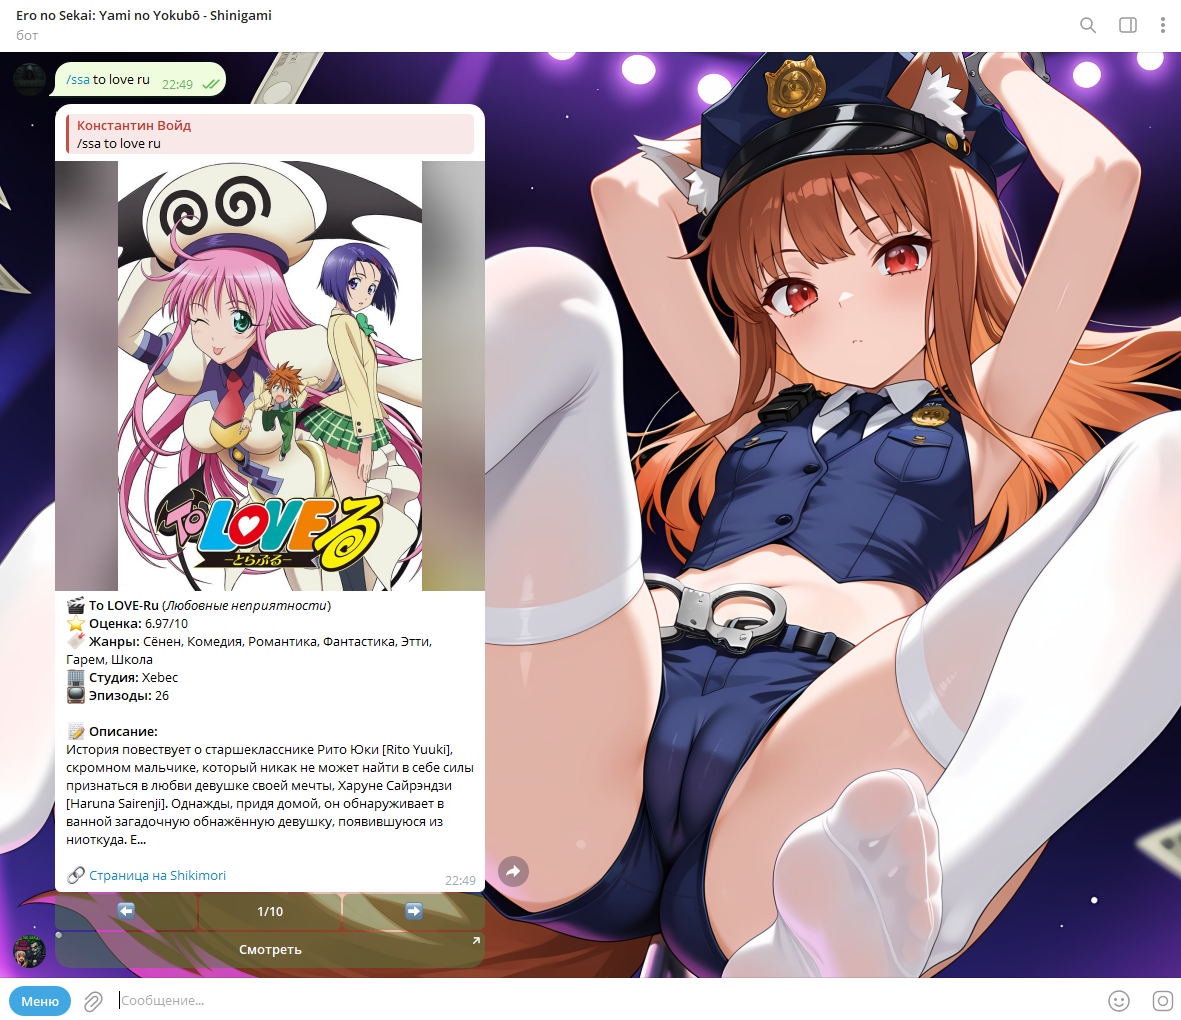 Ero no Sekai: Yami no Yokubō - Shinigami
бот
/ssa to love ru
22:49
Константин Войд
/ssa to love ru
To LOVEる
–とらぶる–
To LOVE-Ru (Любовные неприятности)
Оценка: 6.97/10
Жанры: Сёнен, Комедия, Романтика, Фантастика, Этти,
Гарем, Школа
Студия: Xebec
Эпизоды: 26
Описание:
История повествует о старшекласснике Рито Юки [Rito Yuuki],
скромном мальчике, который никак не может найти в себе силы
признаться в любви девушке своей мечты, Харуне Сайрэндзи
[Haruna Sairenji]. Однажды, придя домой, он обнаруживает в
ванной загадочную обнажённую девушку, появившуюся из
ниоткуда. Е...
Страница на Shikimori
22:49
1/10
Смотреть
Меню
Сообщение...